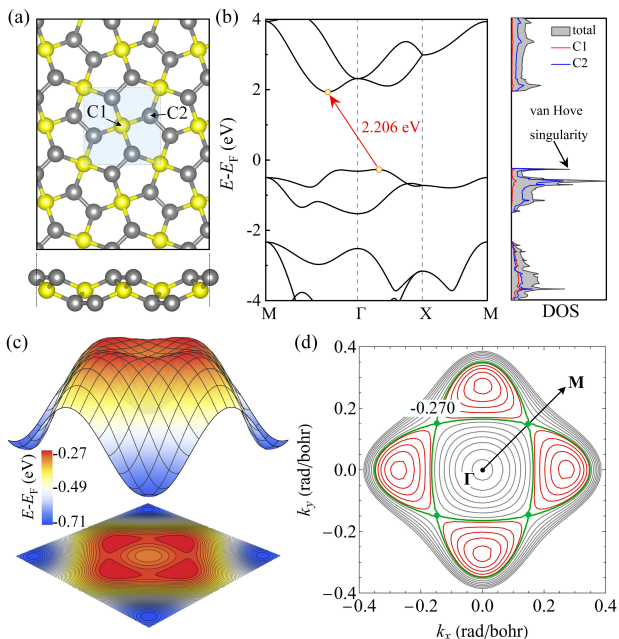 (a)
C1
C2
(b)
E-E_F (eV)
4
2
0
-2
-4
2.206 eV
M
Γ
X
M
total
C1
C2
van Hove
singularity
DOS
(c)
E-E_F (eV)
-0.27
-0.49
-0.71
(d)
k_y (rad/bohr)
0.4
0.2
0.0
−0.2
−0.4
-0.270
M
Γ
−0.4
−0.2
0.0
0.2
0.4
k_x (rad/bohr)